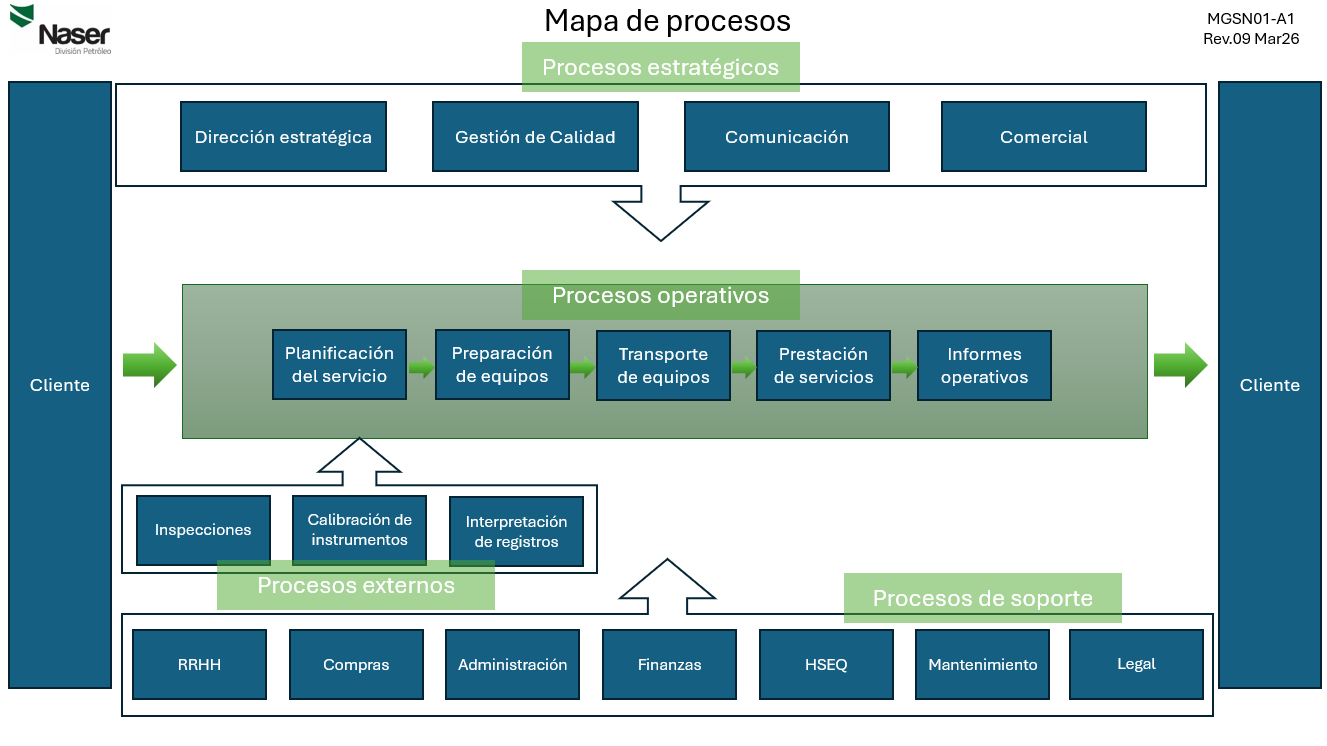 Naser
División Petróleo
Mapa de procesos
MGSN01-A1
Rev.09 Mar26
Procesos estratégicos
Dirección estratégica
Gestión de Calidad
Comunicación
Comercial
Cliente
Procesos operativos
Planificación
del servicio
Preparación
de equipos
Transporte
de equipos
Prestación
de servicios
Informes
operativos
Cliente
Inspecciones
Calibración de
instrumentos
Interpretación
de registros
Procesos externos
Procesos de soporte
RRHH
Compras
Administración
Finanzas
HSEQ
Mantenimiento
Legal